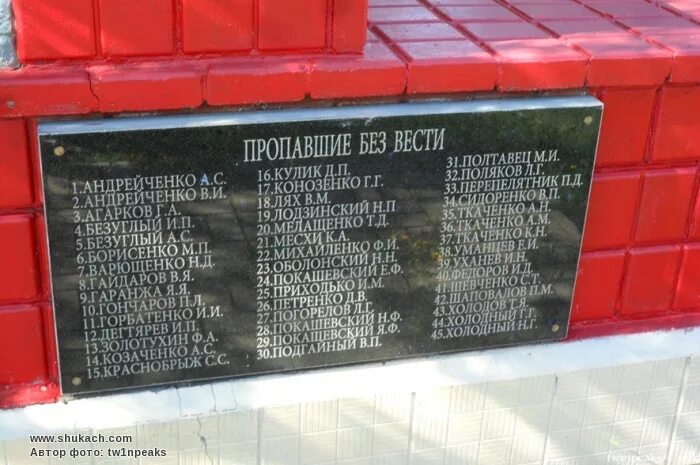 ПРОПАВШИЕ БЕЗ ВЕСТИ
1.АНДРЕЙЧЕНКО А.С.
2.АНДРЕЙЧЕНКО В.И.
3.АГАРКОВ Г.А.
4.БЕЗУГЛЫЙ И.П.
5.БЕЗУГЛЫЙ А.С.
6.БОРИСЕНКО М.П.
7.ВАРЮЩЕНКО Н.Д.
8.ГАЙДАРОВ В.Я.
9.ГАРАНЖА Я.Я.
10.ГОНЧАРОВ П.Л.
11.ГОРБАТЕНКО И.И.
12.ДЕГТЯРЕВ И.П.
13.ЗОЛОТУХИН Ф.А.
14.КОЗАЧЕНКО А.С.
15.КРАСНОБРЫЖ С.С.
16.КУЛИК Д.П.
17.КОНОЗЕНКО Г.Г.
18.ЛЯХ В.М.
19.ЛОДЗИНСКИЙ Н.П
20.МЕЛАЩЕНКО Т.Д.
21.МЕСХИ К.А.
22.МИХАЙЛЕНКО Ф.И.
23.ОБОЛОНСКИЙ Н.Н
24.ПОКАШЕВСКИЙ Е.Ф.
25.ПРИХОДЬКО И.М.
26.ПЕТРЕНКО Д.В.
27.ПОГОРЕЛОВ Л.Г.
28.ПОКАШЕВСКИЙ Н.Ф.
29.ПОКАЩЕВСКИЙ Я.Ф.
30.ПОДГАЙНЫЙ В.П.
31.ПОЛТАВЕЦ М.И.
32.ПОЛЯКОВ Л.Г.
33.ПЕРЕПЕЛЯТНИК П.Д.
34.СИДОРЕНКО В.П.
35.ТКАЧЕНКО А.Н.
36.ТКАЧЕНКО А.М.
37.ТКАЧЕНКО К.Н.
38.УЛАНЦЕВ Е.И.
39.УХАНЕВ И.Н.
40.ФЕДОРОВ И.Д.
41.ШЕВЧЕНКО С.Т.
42.ШАПОВАЛОВ П.М.
43.ХОЛОДОВ Т.Я.
44.ХОЛОДНЫЙ Г.Г.
45.ХОЛОДНЫЙ Н.Г.
www.shukach.com
Автор фото: tw1npeaks